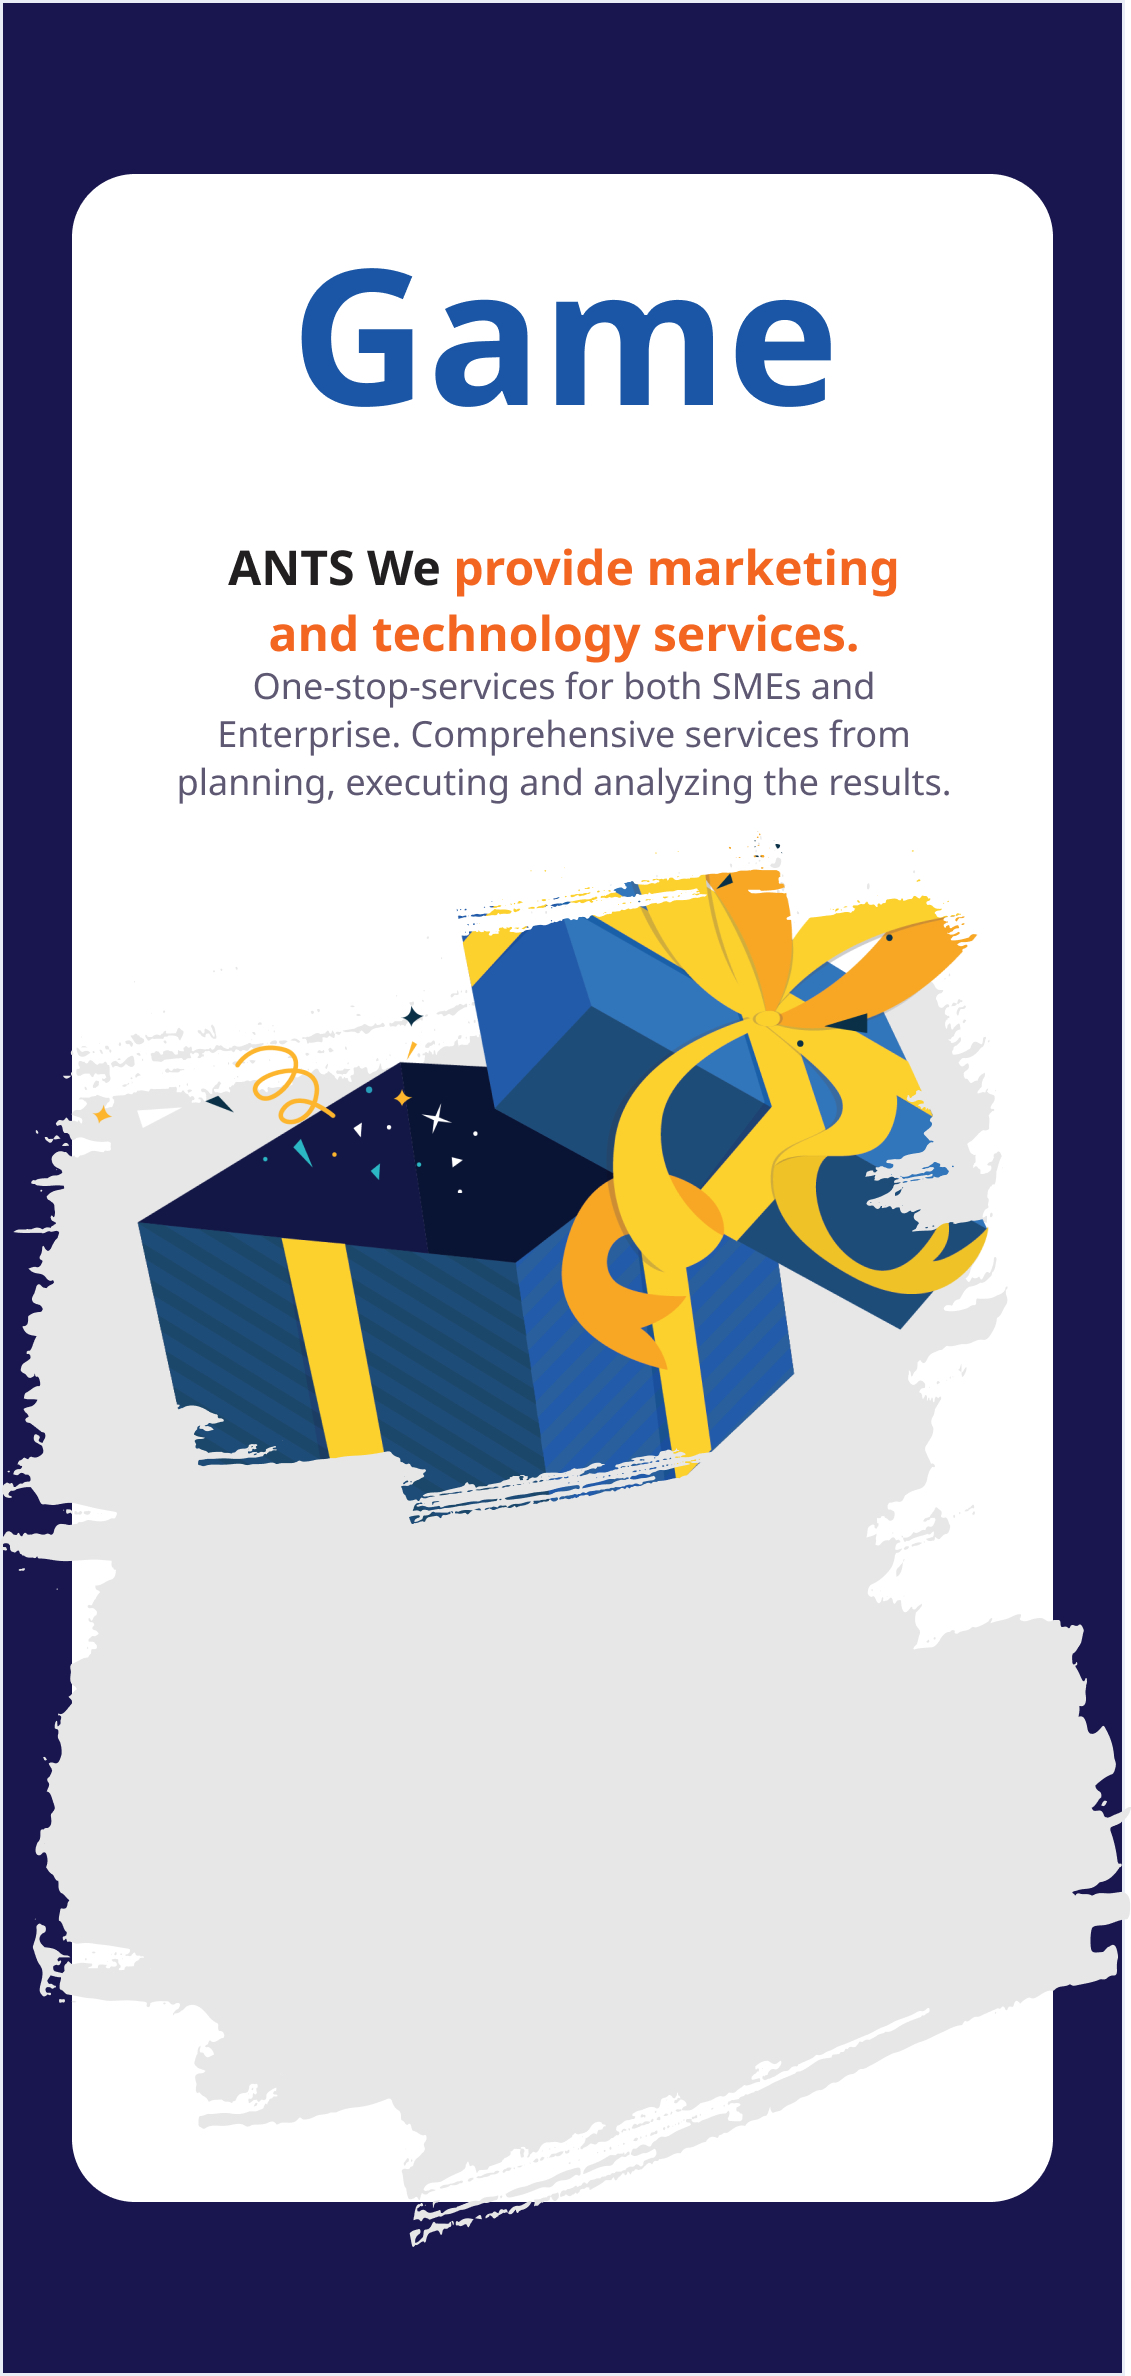 Game
ANTS We provide marketing
and technology services.
One-stop-services for both SMEs and
Enterprise. Comprehensive services from
planning, executing and analyzing the results.